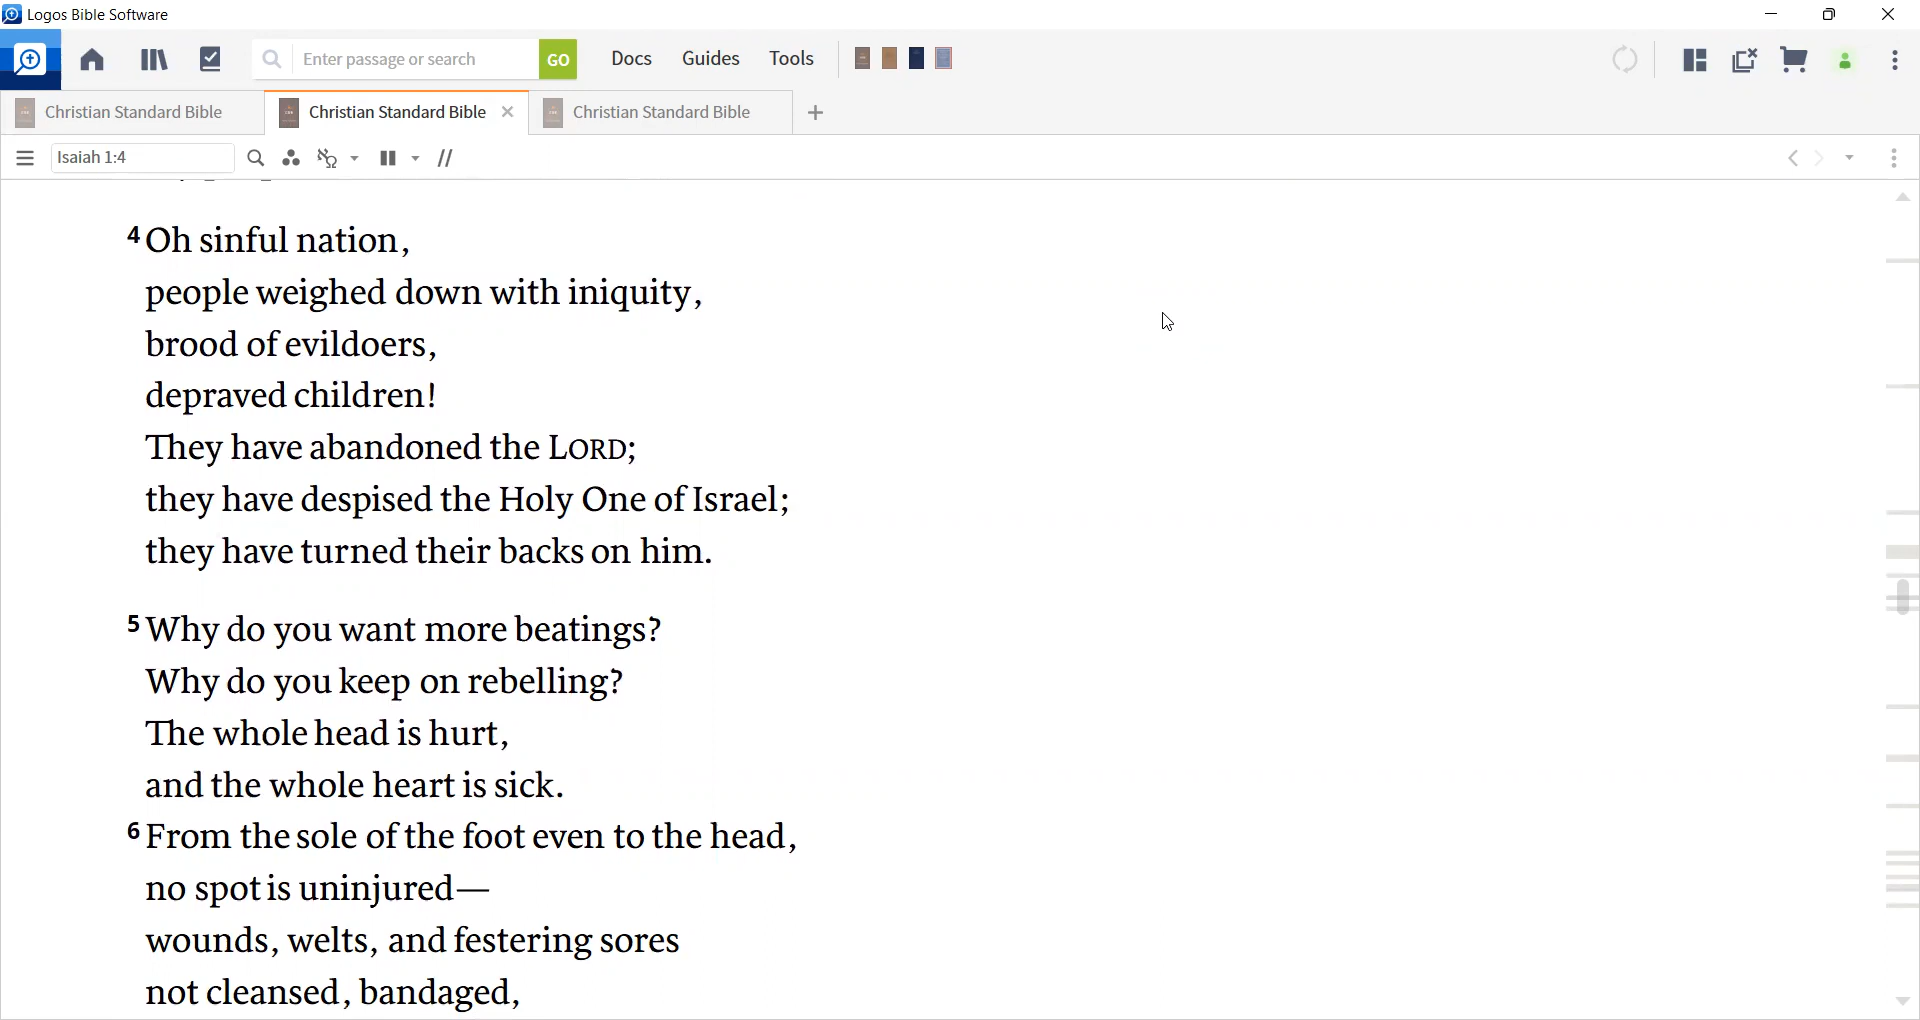 Logos Bible Software
Enter passage or search
GO
Docs
Guides
Tools
Christian Standard Bible
Christian Standard Bible
Christian Standard Bible
Isaiah 1:4
4 Oh sinful nation,
people weighed down with iniquity,
brood of evildoers,
depraved children!
They have abandoned the LORD;
they have despised the Holy One of Israel;
they have turned their backs on him.
5 Why do you want more beatings?
Why do you keep on rebelling?
The whole head is hurt,
and the whole heart is sick.
6 From the sole of the foot even to the head,
no spot is uninjured—
wounds, welts, and festering sores
not cleansed, bandaged,